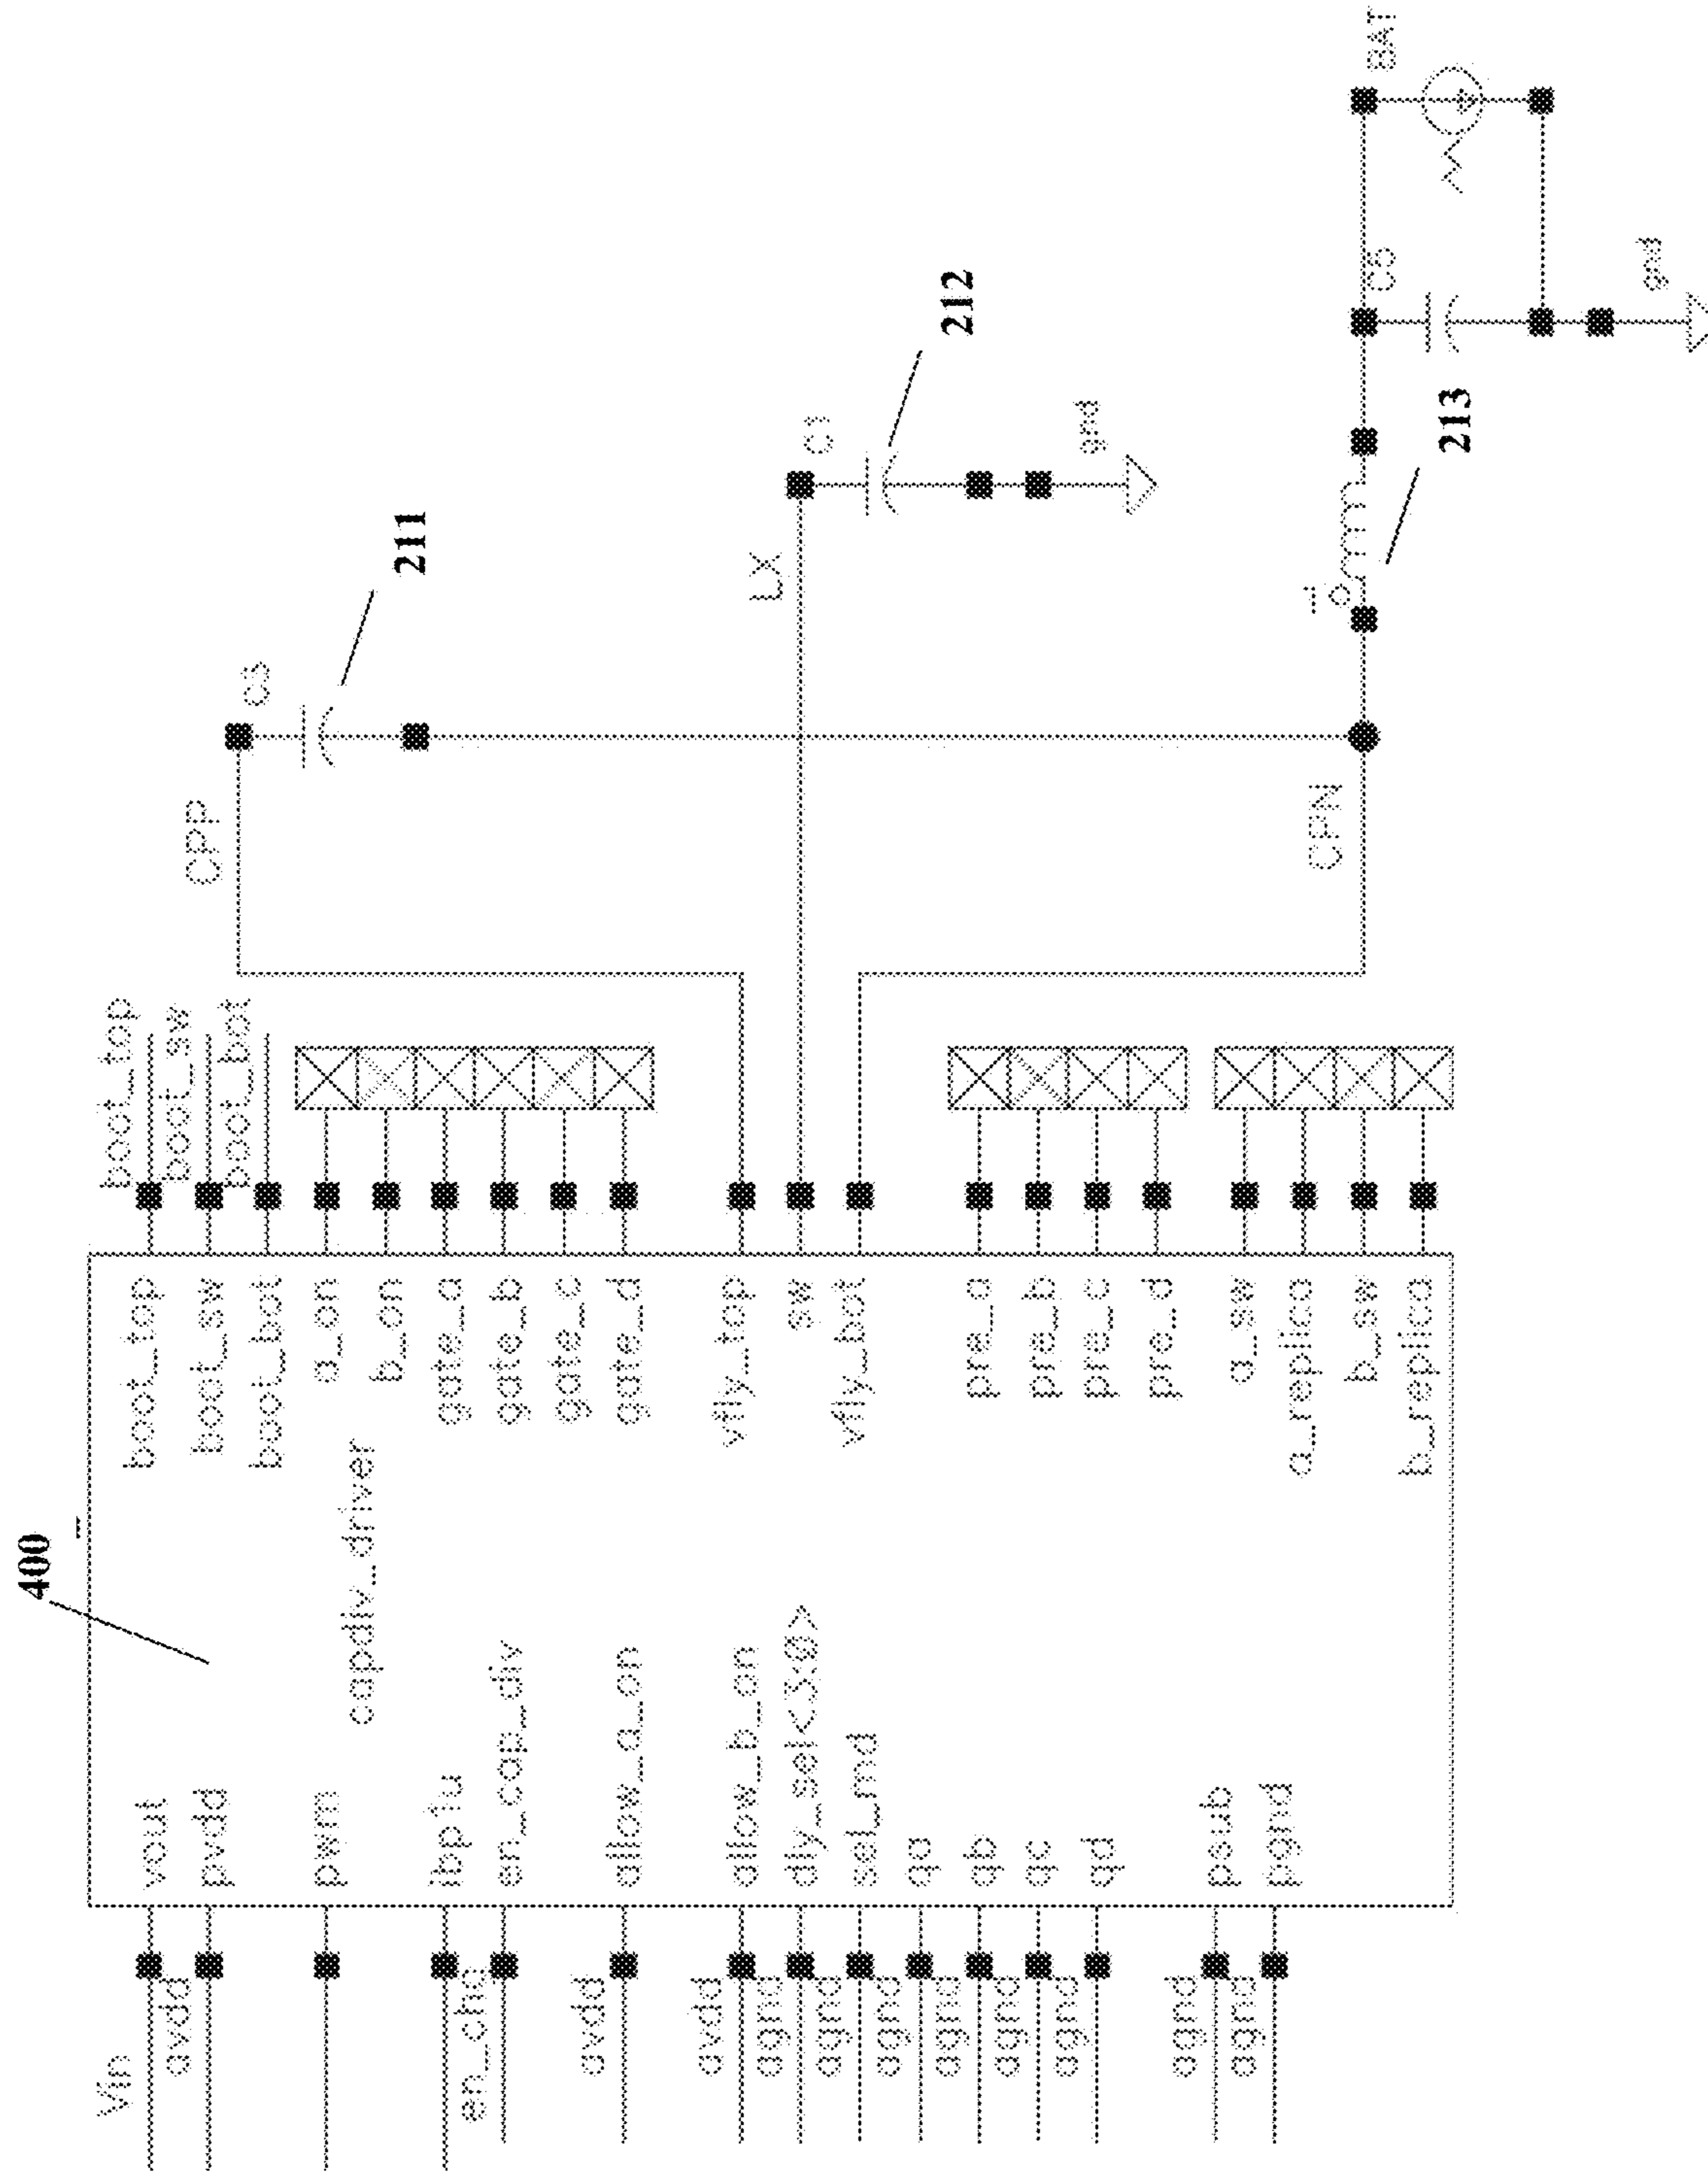 400
Vin
avdd
en_chg
avdd
avdd
agnd
agnd
agnd
agnd
agnd
agnd
agnd
agnd
vout
pvdd
pwm
ibp1u
en_cap_div
allow_a_on
allow_b_on
dly_sel<3:0>
sel_md
qa
qb
qc
qd
psub
pgnd
capdiv_driver
boot_top
boot_sw
boot_bot
a_on
b_on
gate_a
gate_b
gate_c
gate_d
vfly_top
sw
vfly_bot
pre_a
pre_b
pre_c
pre_d
a_sw
a_replica
b_sw
b_replica
boot_top
boot_sw
boot_bot
CPP
211
LX
C1
212
gnd
CPN
213
C5
gnd
BAT